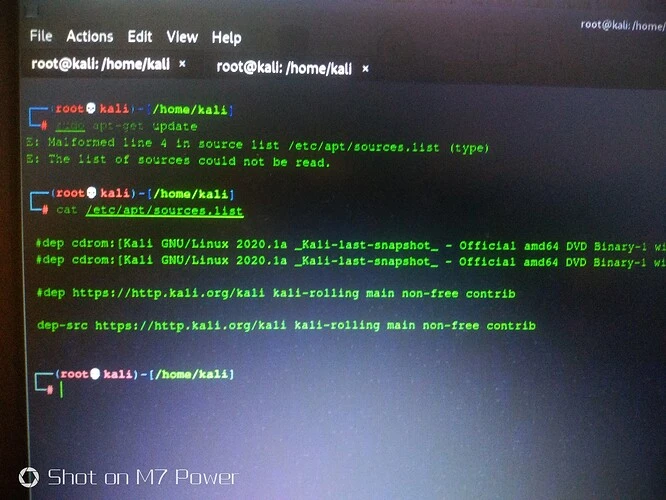 root@kali: /home/
File Actions Edit View Help
root@kali: /home/kali × root@kali: /home/kali ×
(root kali)-[/home/kali]
# sudo apt-get update
E: Malformed line 4 in source list /etc/apt/sources.list (type)
E: The list of sources could not be read.
(root kali)-[/home/kali]
# cat /etc/apt/sources.list
#dep cdrom:[Kali GNU/Linux 2020.1a _Kali-last-snapshot_ - Official amd64 DVD Binary-1 wi
#dep cdrom:[Kali GNU/Linux 2020.1a _Kali-last-snapshot_ - Official amd64 DVD Binary-1 wi
#dep https://http.kali.org/kali kali-rolling main non-free contrib
dep-src https://http.kali.org/kali kali-rolling main non-free contrib
(root kali)-[/home/kali]
#
Shot on M7 Power